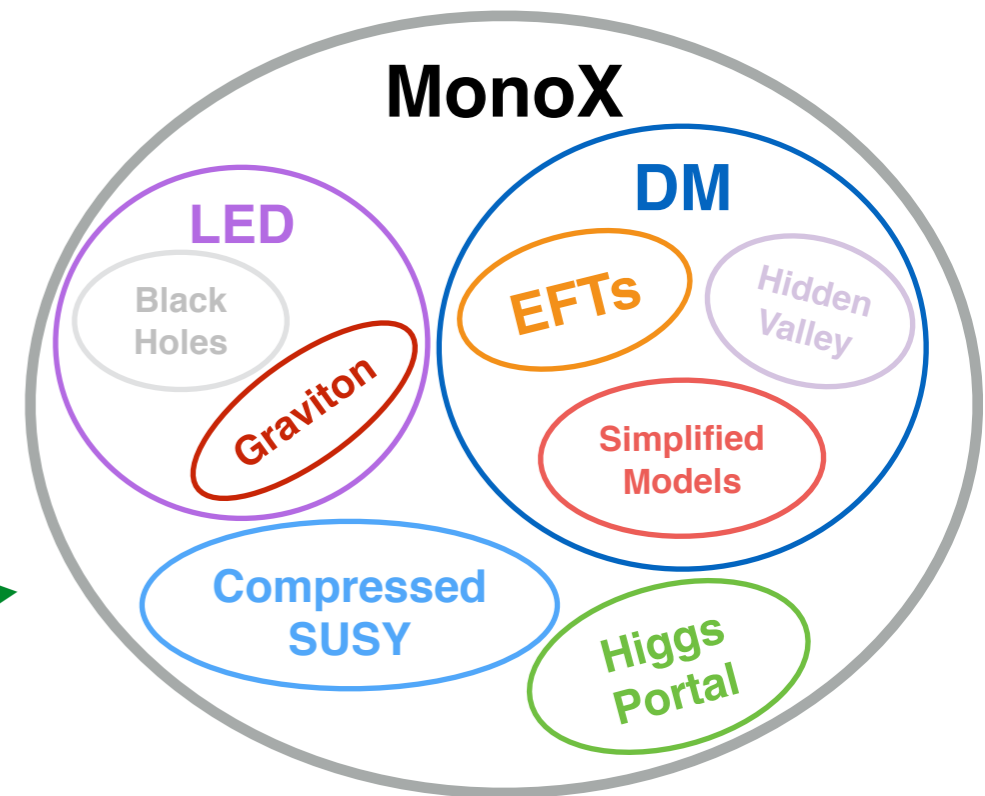 MonoX
LED
Black
Holes
Graviton
DM
EFTs
Hidden
Valley
Simplified
Models
Compressed
SUSY
Higgs
Portal